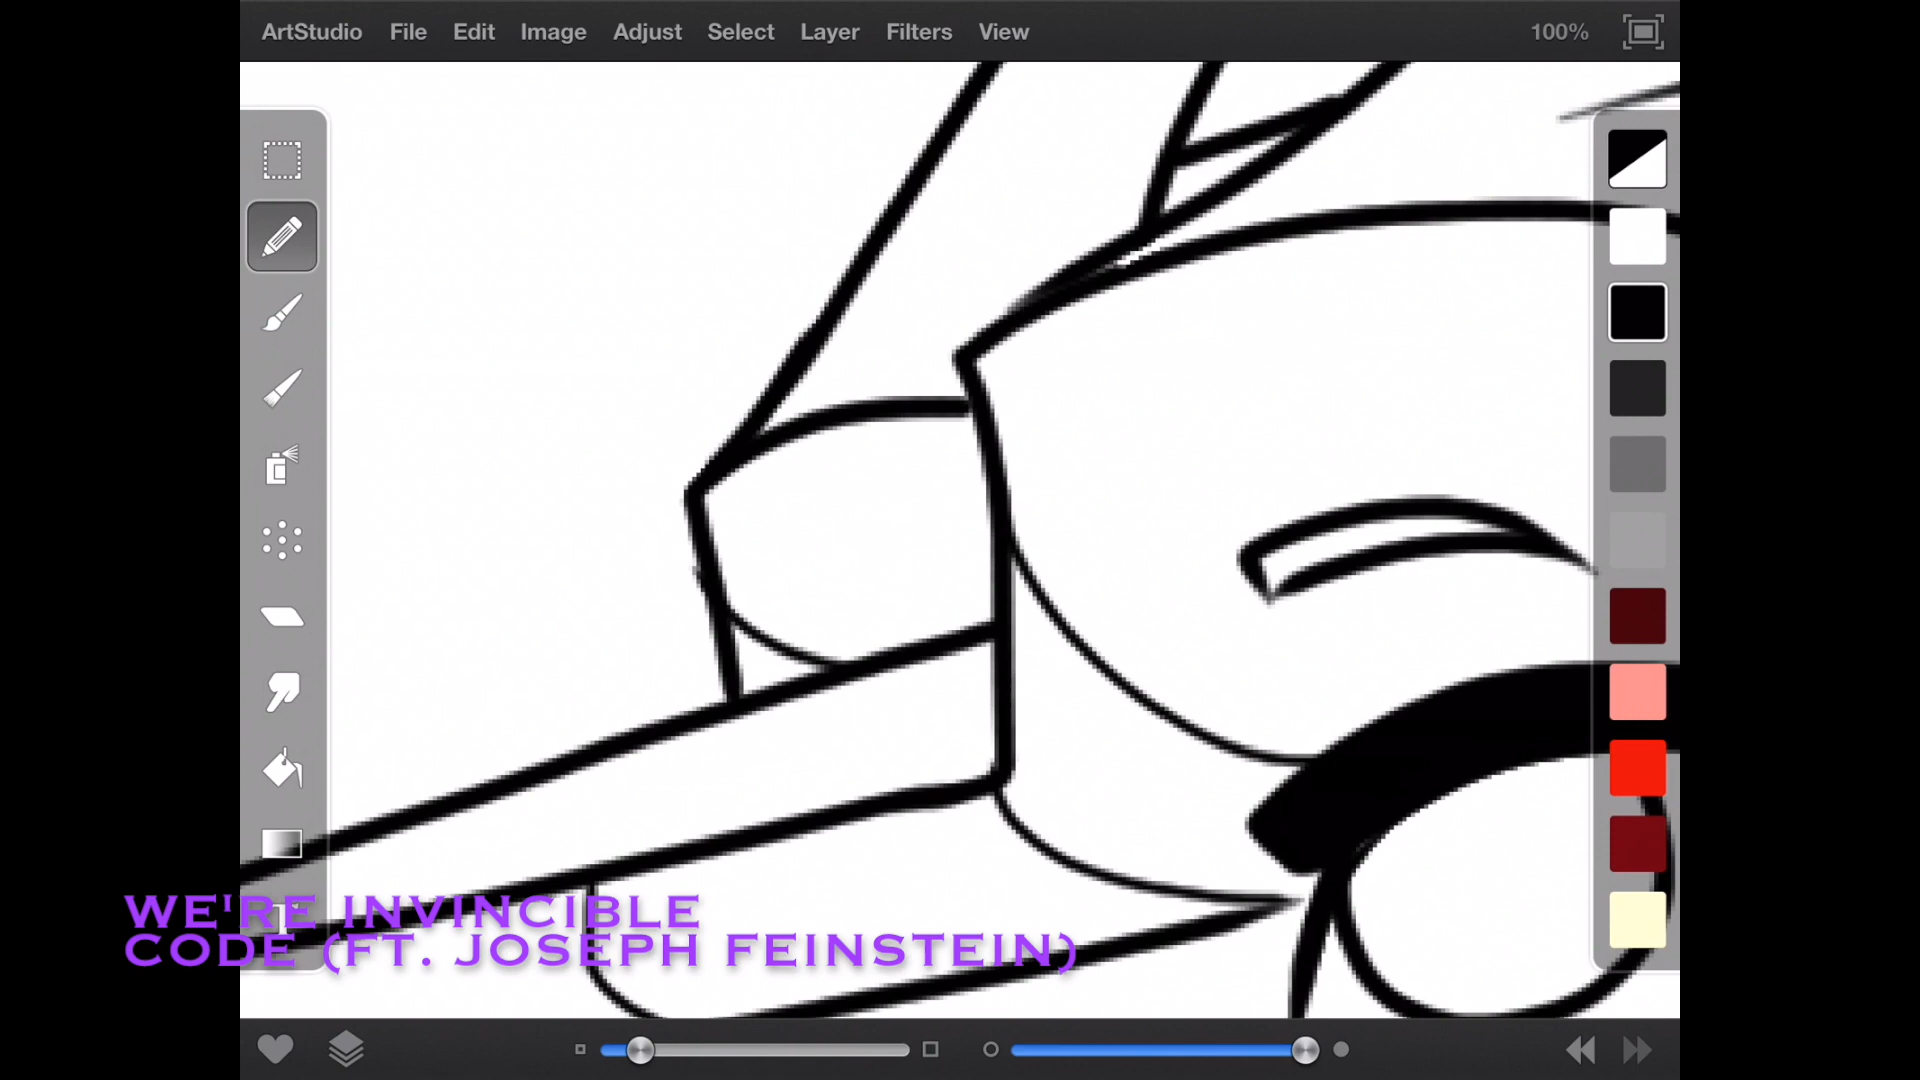 ArtStudio File Edit Image Adjust Select Layer Filters View 100%
WE'RE INVINCIBLE
CODE (FT. JOSEPH FEINSTEIN)